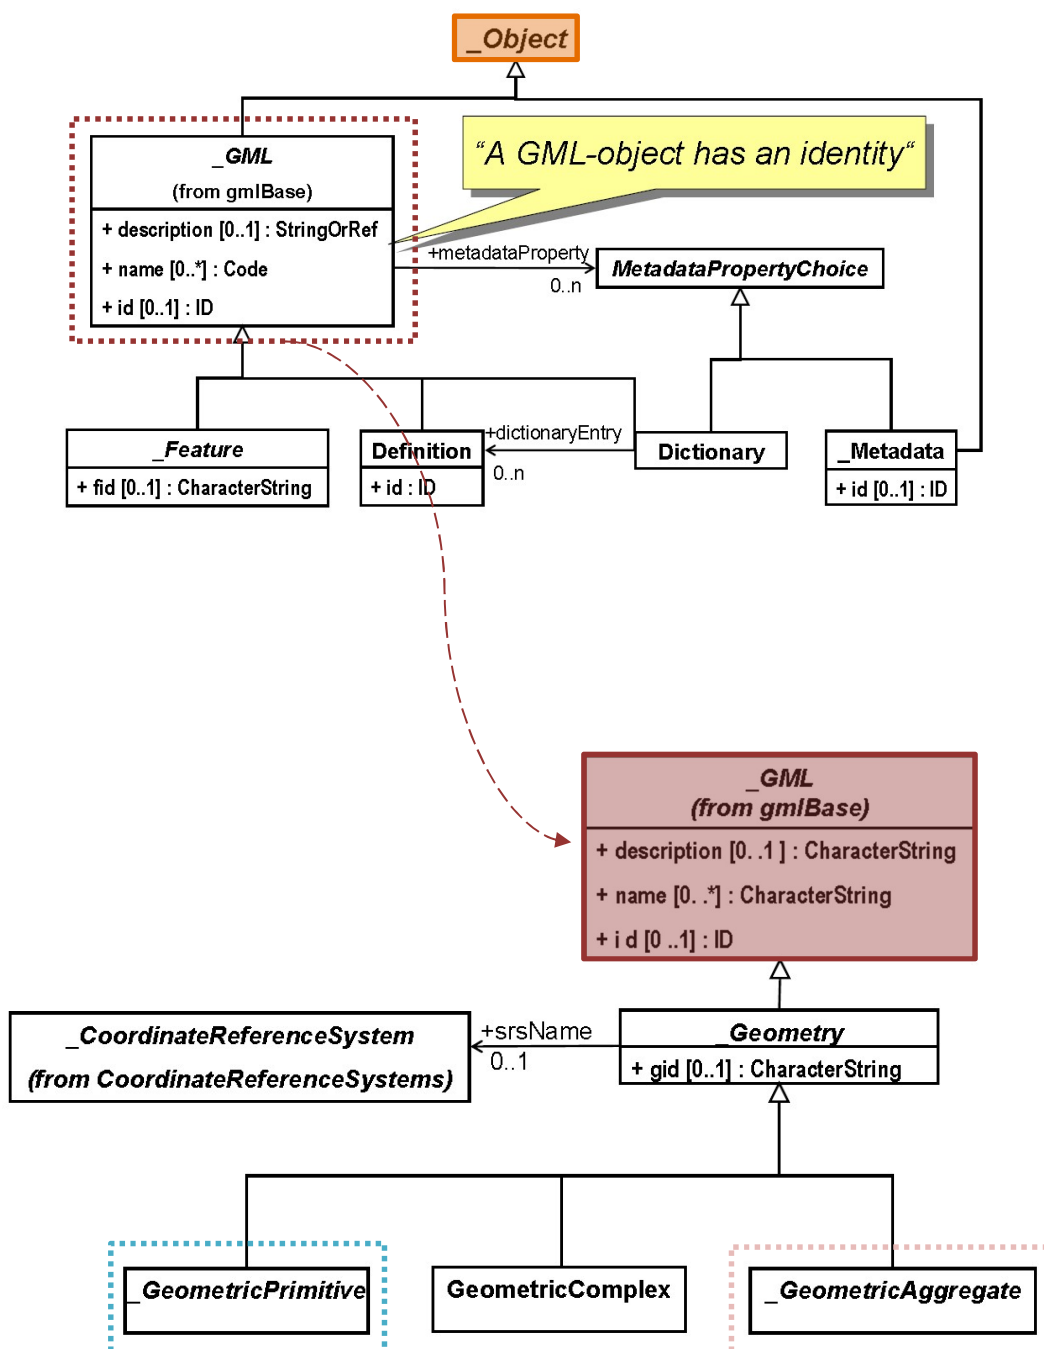 _Object
_GML
(from gmlBase)
+ description [0..1] : StringOrRef
+ name [0..*] : Code
+ id [0..1] : ID
“A GML-object has an identity“
+metadataProperty
0..n
MetadataPropertyChoice
_Feature
+ fid [0..1] : CharacterString
Definition
+ id : ID
+dictionaryEntry
0..n
Dictionary
_Metadata
+ id [0..1] : ID
_GML
(from gmlBase)
+ description [0. .1 ] : CharacterString
+ name [0. .*] : CharacterString
+ i d [0 ..1] : ID
_CoordinateReferenceSystem
(from CoordinateReferenceSystems)
+srsName
0..1
_Geometry
+ gid [0..1] : CharacterString
_GeometricPrimitive
GeometricComplex
_GeometricAggregate